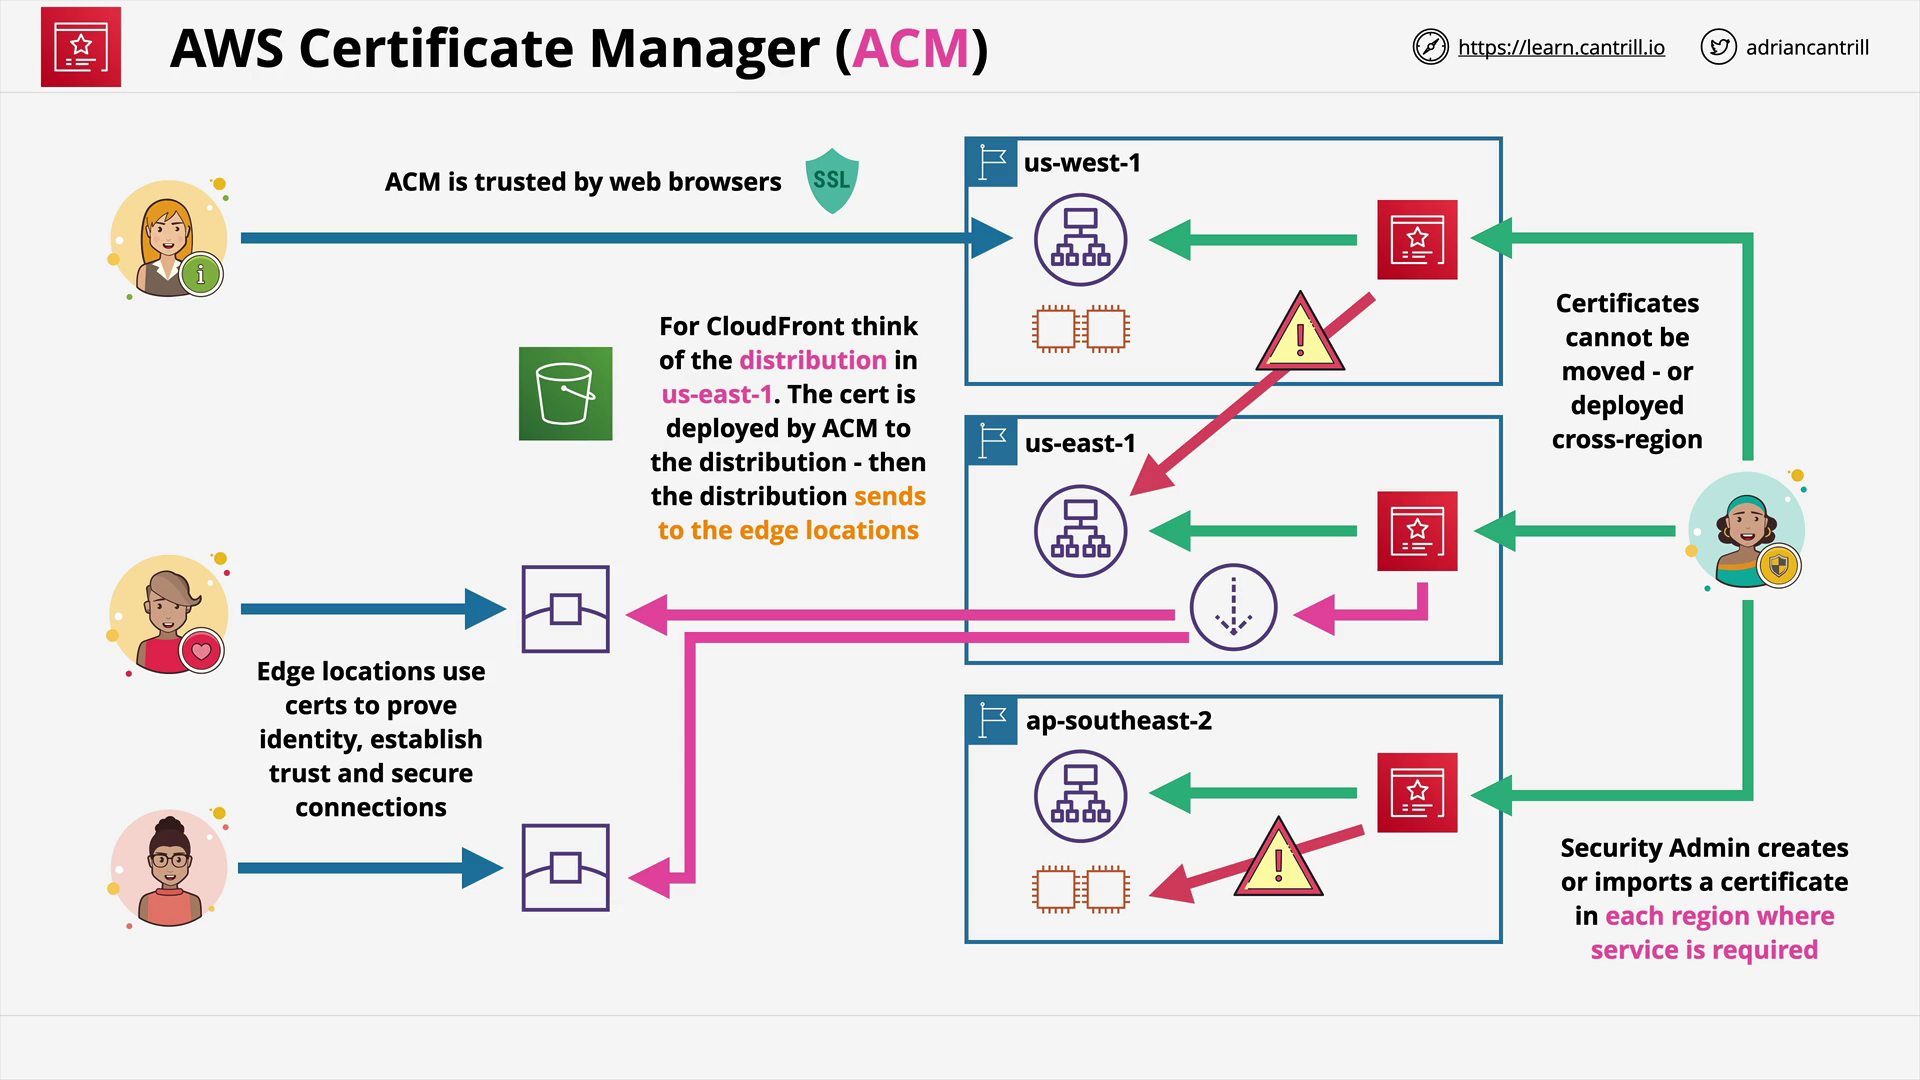 AWS Certificate Manager (ACM)
https://learn.cantrill.io
adriancantrill
ACM is trusted by web browsers
SSL
us-west-1
i
For CloudFront think
of the distribution in
us-east-1. The cert is
deployed by ACM to
the distribution - then
the distribution sends
to the edge locations
!
Certificates
cannot be
moved - or
deployed
cross-region
us-east-1
Edge locations use
certs to prove
identity, establish
trust and secure
connections
ap-southeast-2
!
Security Admin creates
or imports a certificate
in each region where
service is required